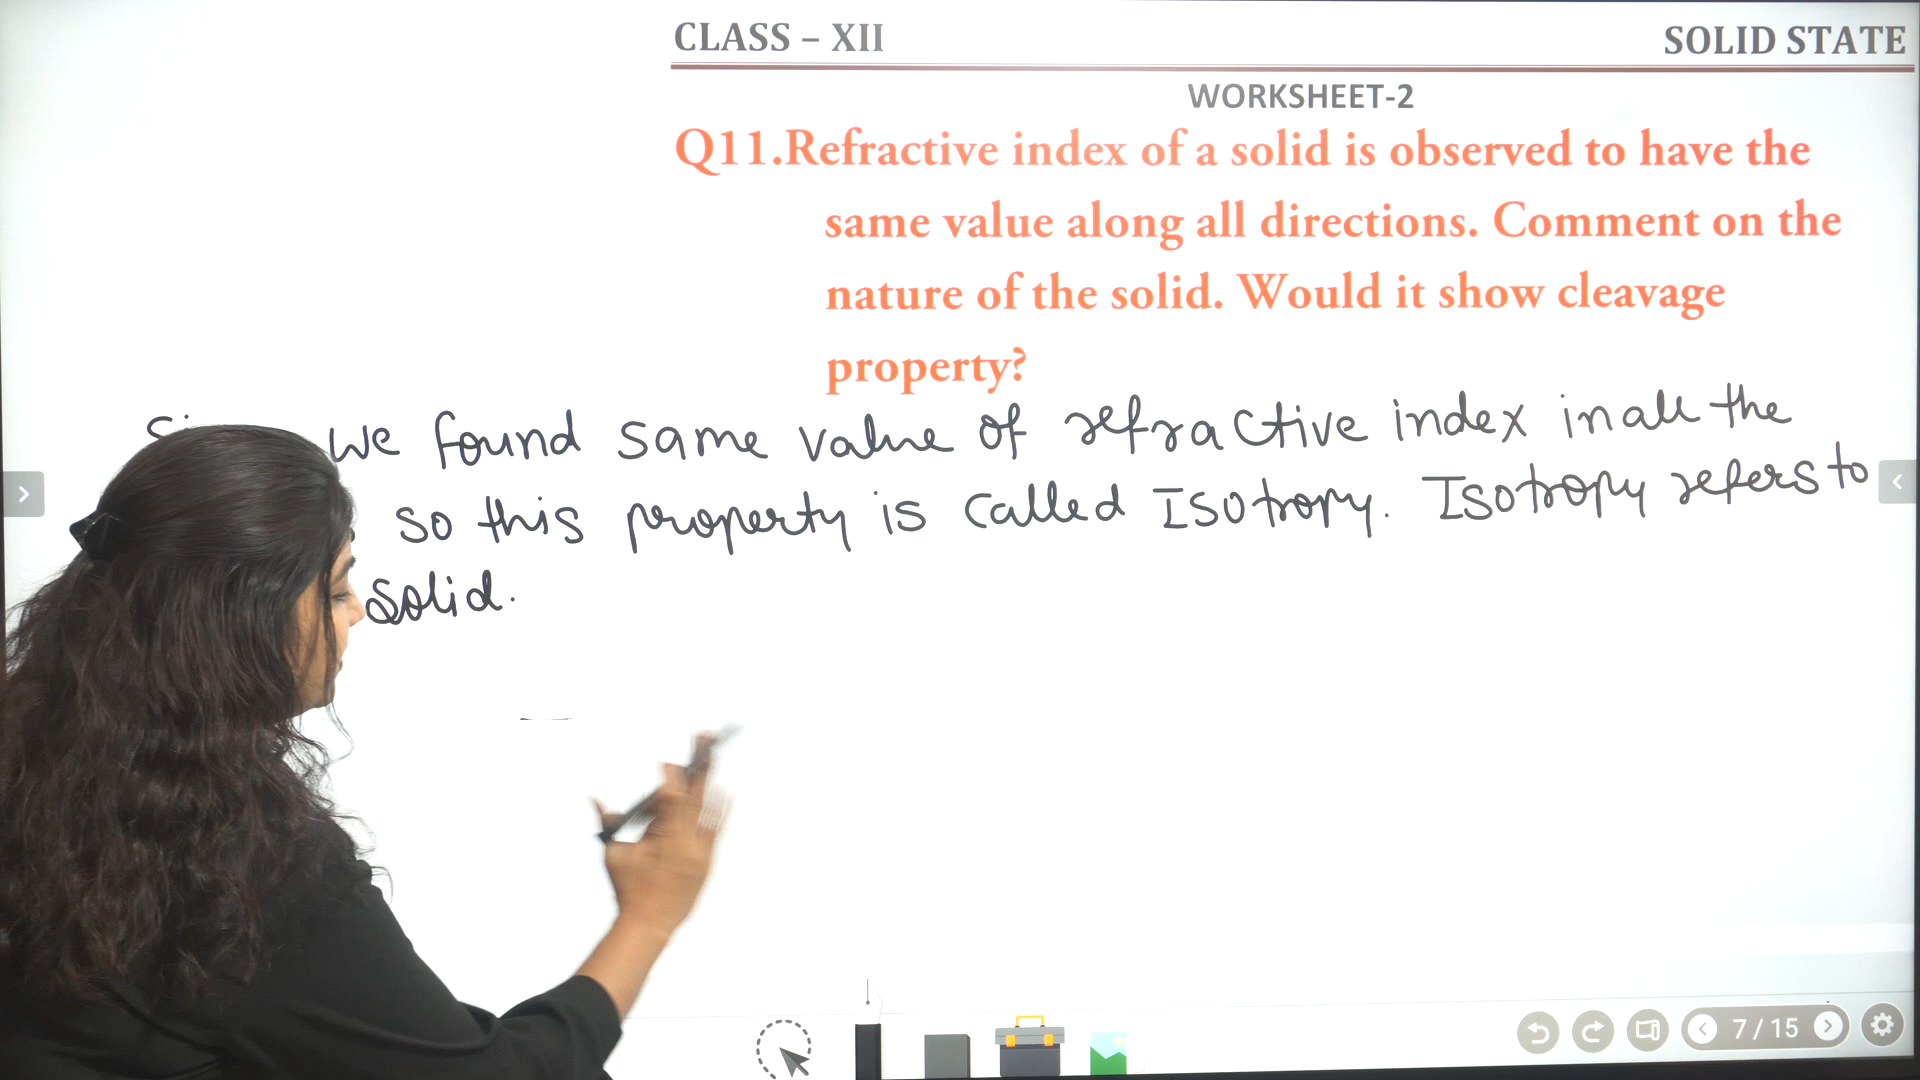 CLASS – XII
SOLID STATE
WORKSHEET-2
Q11.Refractive index of a solid is observed to have the
same value along all directions. Comment on the
nature of the solid. Would it show cleavage
property?
we found same value of refractive index in all the
so this property is called Isotropy. Isotropy refers to
solid.
7 / 15